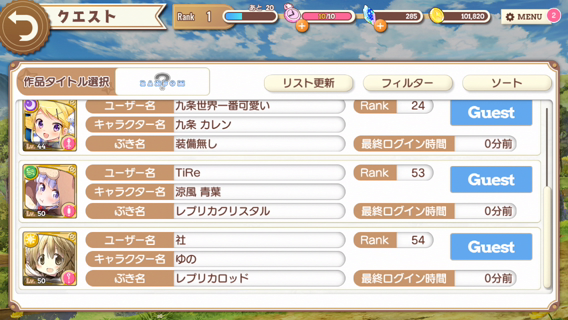 クエスト
Rank 1
あと 20
10/10
285
101,820
MENU 2
作品タイトル選択
RANDOM
リスト更新
フィルター
ソート
ユーザー名 九条世界一番可愛い Rank 24
Guest
キャラクター名 九条 カレン
ぶき名 装備無し 最終ログイン時間 0分前
Lv. 44
ユーザー名 TiRe Rank 53
Guest
キャラクター名 涼風 青葉
ぶき名 レプリカクリスタル 最終ログイン時間 0分前
Lv. 50
ユーザー名 社 Rank 54
Guest
キャラクター名 ゆの
ぶき名 レプリカロッド 最終ログイン時間 0分前
Lv. 50